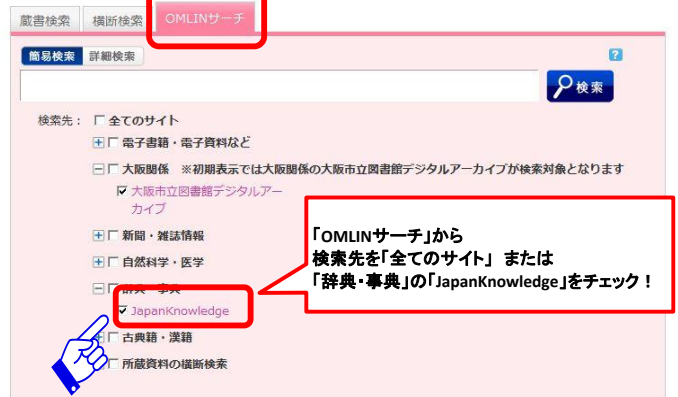 蔵書検索 横断検索 OMLINサーチ
簡易検索 詳細検索 ?
検索
検索先： 全てのサイト
電子書籍・電子資料など
大阪関係 ※初期表示では大阪関係の大阪市立図書館デジタルアーカイブが検索対象となります
大阪市立図書館デジタルアー
カイブ
新聞・雑誌情報
自然科学・医学
辞典・事典
JapanKnowledge
古典籍・漢籍
所蔵資料の横断検索
「OMLINサーチ」から
検索先を「全てのサイト」 または
「辞典・事典」の「JapanKnowledge」をチェック！